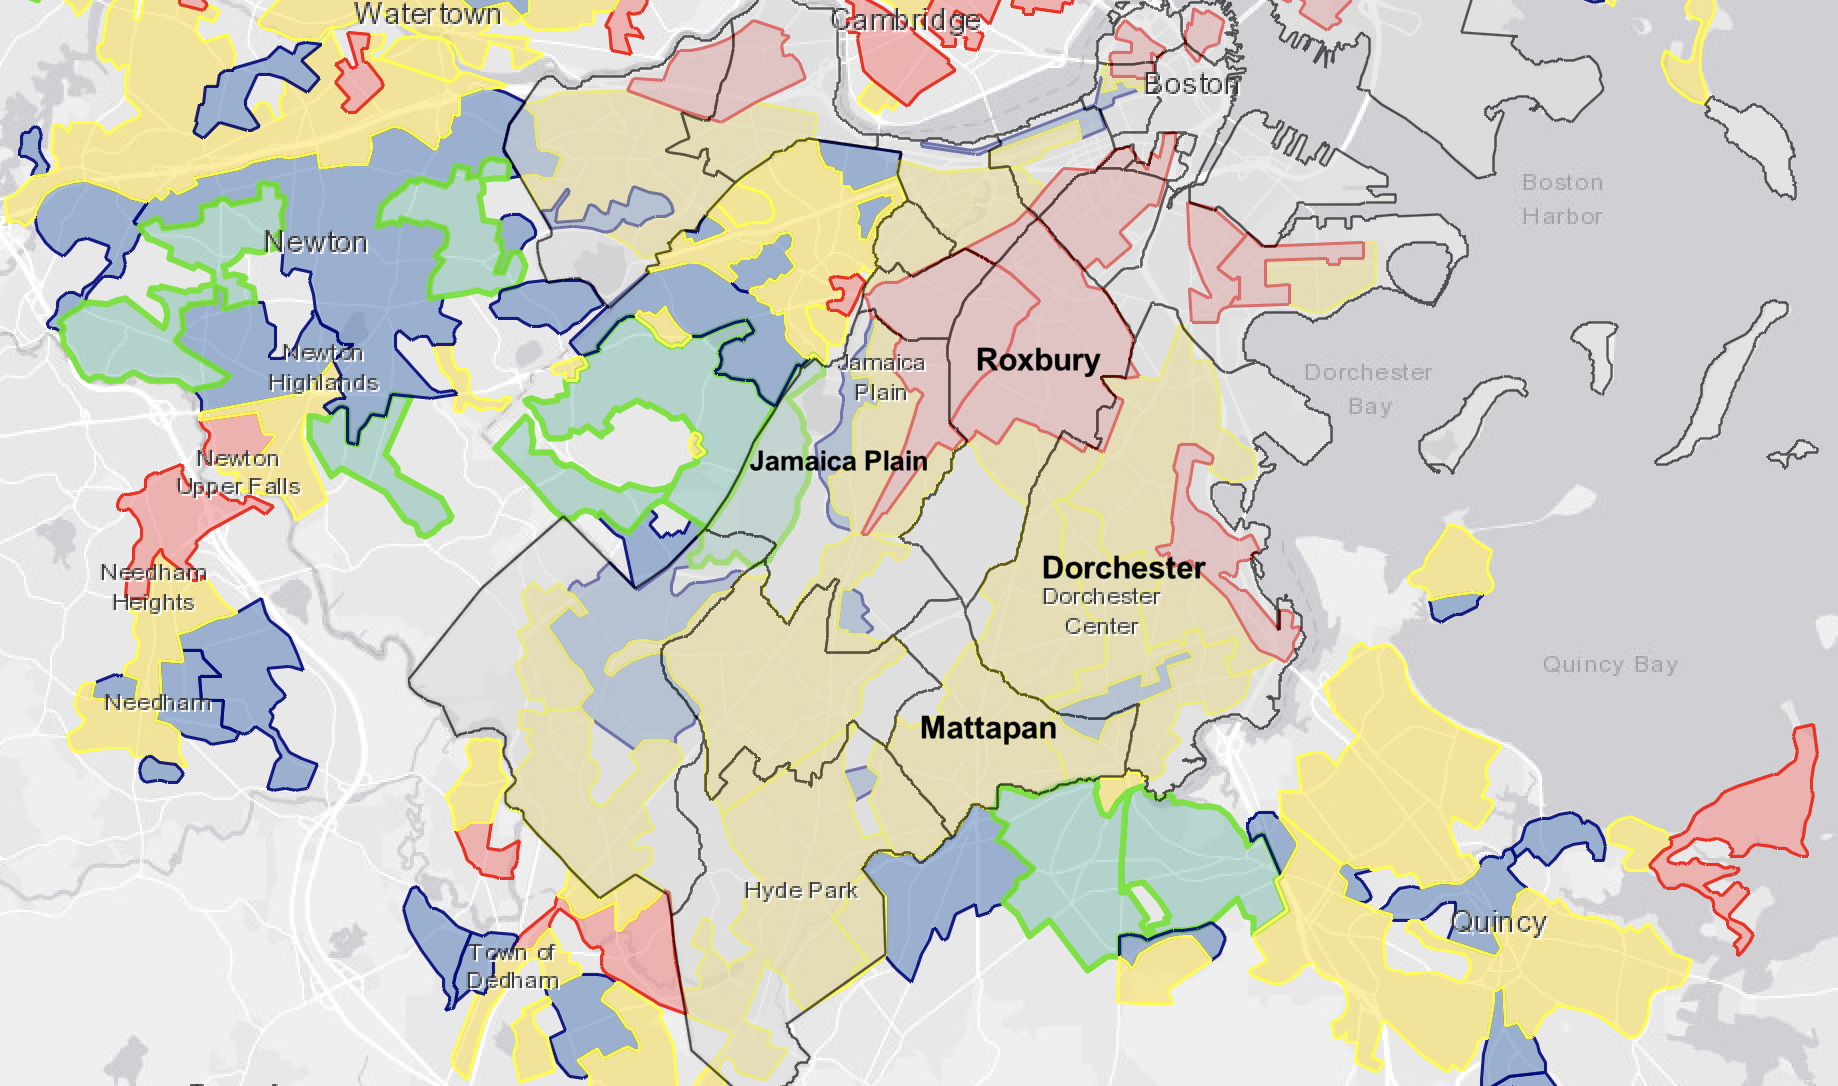 Watertown
Cambridge
Boston
Boston
Harbor
Newton
Newton
Highlands
Jamaica
Plain
Roxbury
Dorchester
Bay
Newton
Upper Falls
Jamaica Plain
Needham
Heights
Dorchester
Dorchester
Center
Quincy Bay
Needham
Mattapan
Hyde Park
Quincy
Town of
Dedham